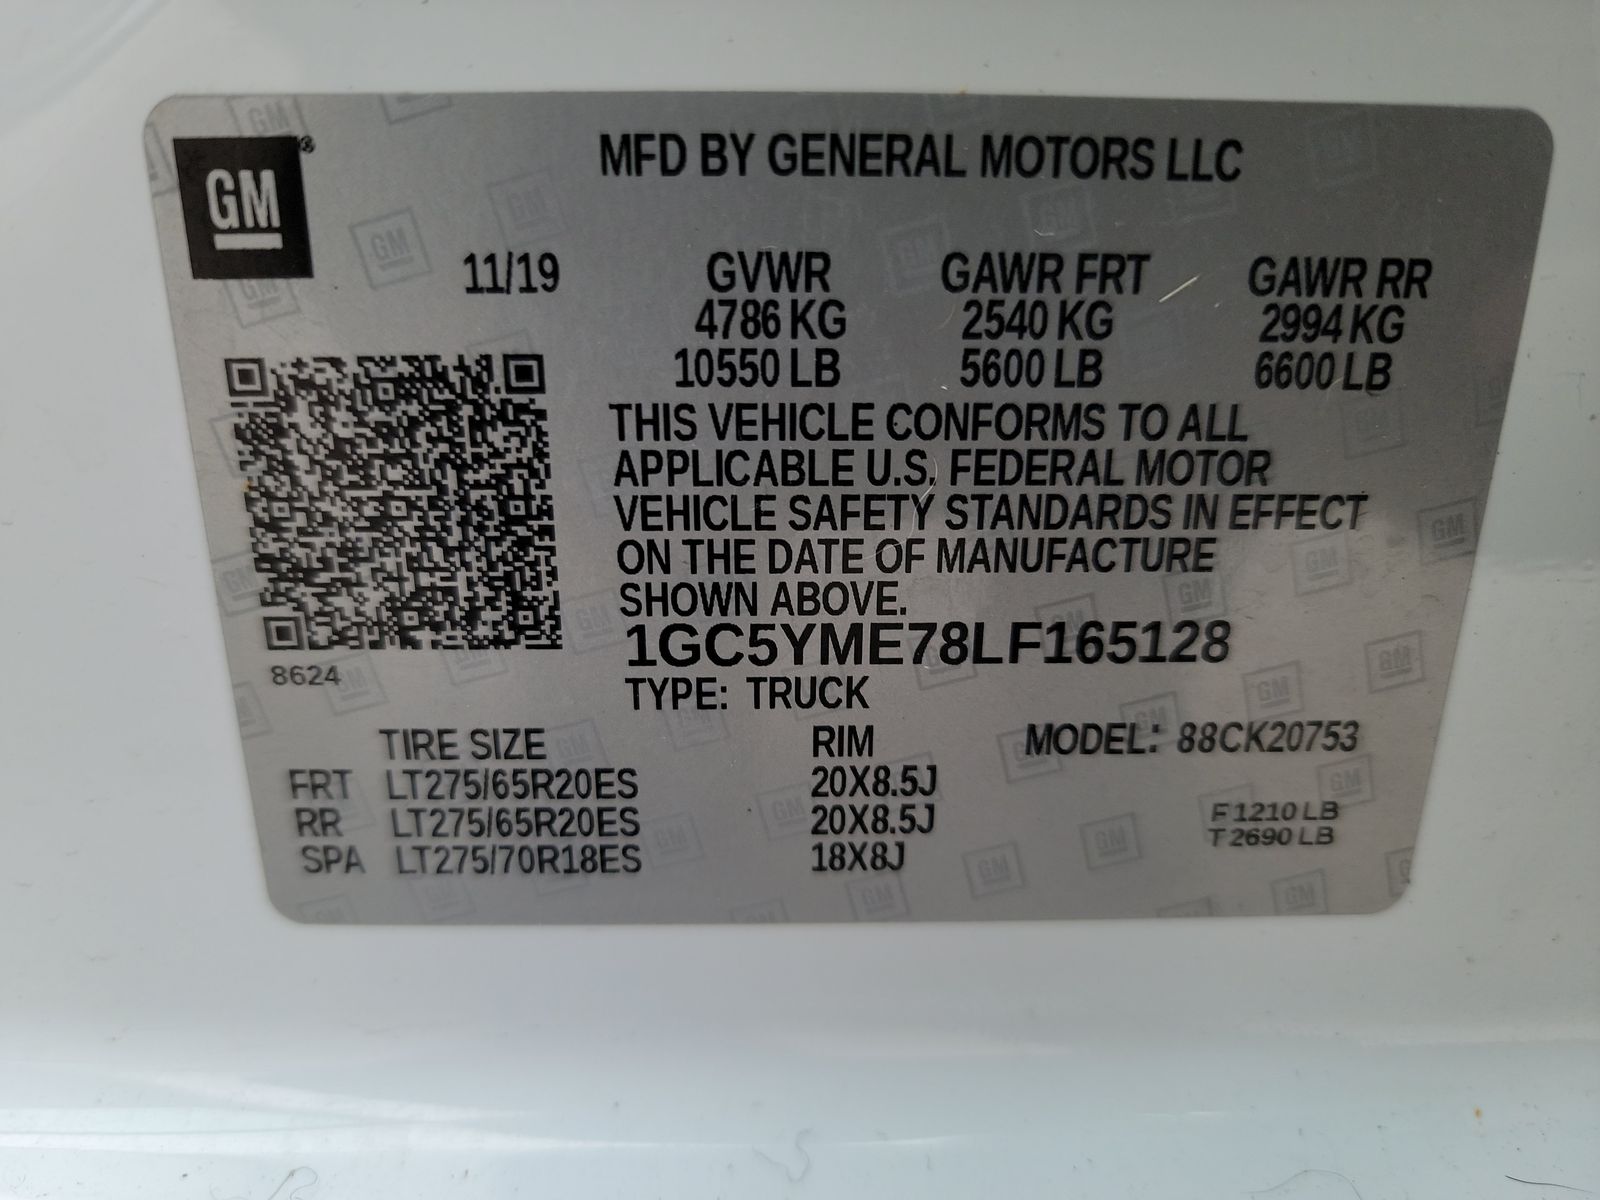 GM®
MFD BY GENERAL MOTORS LLC
11/19 GVWR GAWR FRT GAWR RR
4786 KG 2540 KG 2994 KG
10550 LB 5600 LB 6600 LB
THIS VEHICLE CONFORMS TO ALL
APPLICABLE U.S. FEDERAL MOTOR
VEHICLE SAFETY STANDARDS IN EFFECT
ON THE DATE OF MANUFACTURE
SHOWN ABOVE.
1GC5YME78LF165128
8624
TYPE: TRUCK
TIRE SIZE RIM MODEL: 88CK20753
FRT LT275/65R20ES 20X8.5J
RR LT275/65R20ES 20X8.5J
SPA LT275/70R18ES 18X8J
F 1210 LB
T 2690 LB